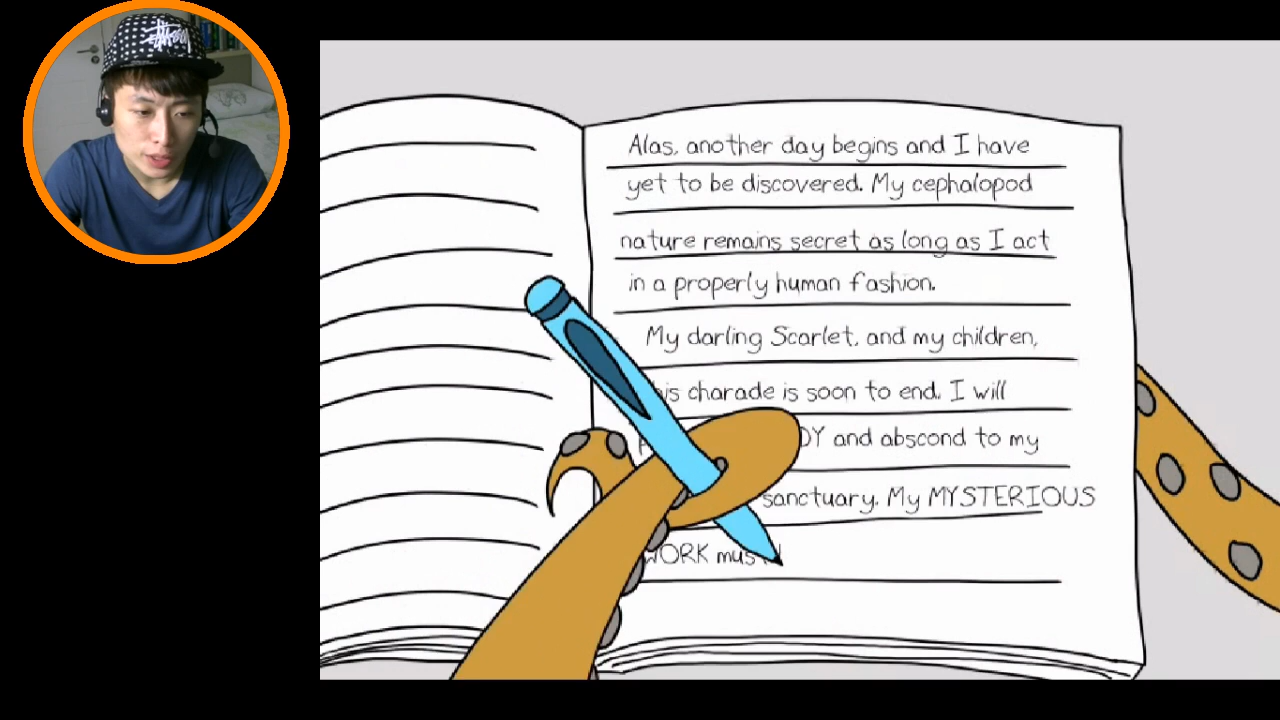 Alas, another day begins and I have
yet to be discovered. My cephalopod
nature remains secret as long as I act
in a properly human fashion.
My darling Scarlet, and my children,
charade is soon to end. I will
and abscond to my
sanctuary. My MYSTERIOUS
WORK must